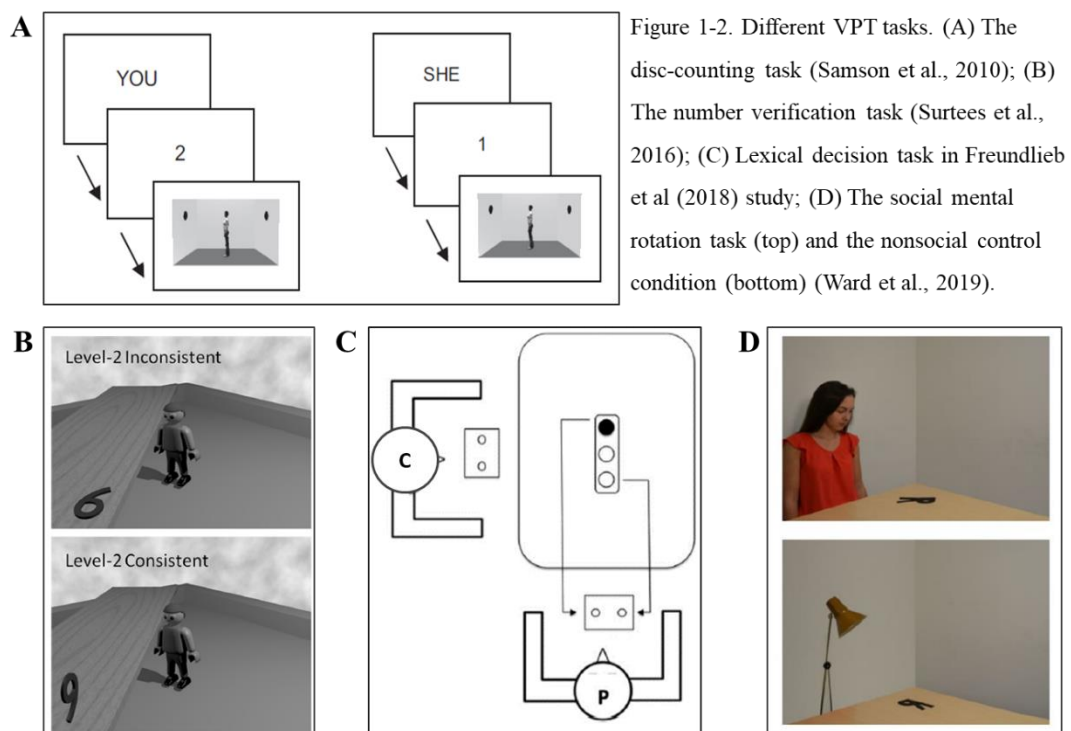 A
YOU
2
SHE
1
Figure 1-2. Different VPT tasks. (A) The
disc-counting task (Samson et al., 2010); (B)
The number verification task (Surtees et al.,
2016); (C) Lexical decision task in Freundlieb
et al (2018) study; (D) The social mental
rotation task (top) and the nonsocial control
condition (bottom) (Ward et al., 2019).
B
Level-2 Inconsistent
6
Level-2 Consistent
9
C
C
P
D
R
R